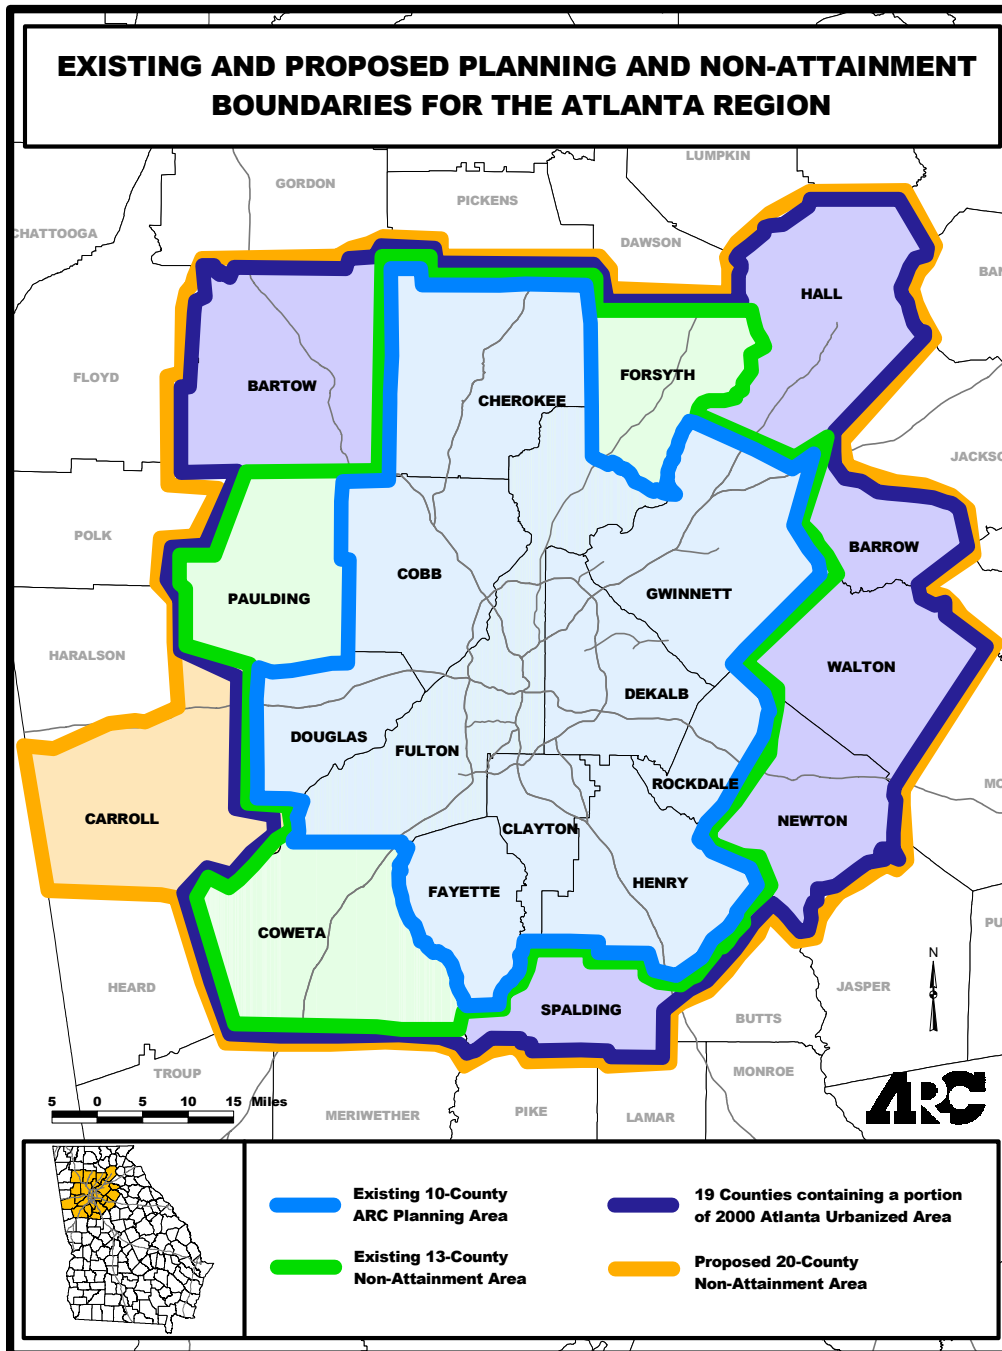 EXISTING AND PROPOSED PLANNING AND NON-ATTAINMENT
BOUNDARIES FOR THE ATLANTA REGION
LUMPKIN
GORDON
PICKENS
CHATTOOGA
DAWSON
BAN
HALL
FLOYD
BARTOW
FORSYTH
CHEROKEE
JACKSO
POLK
BARROW
COBB
GWINNETT
PAULDING
HARALSON
WALTON
DEKALB
DOUGLAS
FULTON
ROCKDALE
MO
CARROLL
CLAYTON
NEWTON
FAYETTE
HENRY
COWETA
PU
N
HEARD
JASPER
SPALDING
BUTTS
TROUP
MONROE
5 0 5 10 15 Miles
MERIWETHER
PIKE
LAMAR
ARC
Existing 10-County
ARC Planning Area
19 Counties containing a portion
of 2000 Atlanta Urbanized Area
Existing 13-County
Non-Attainment Area
Proposed 20-County
Non-Attainment Area